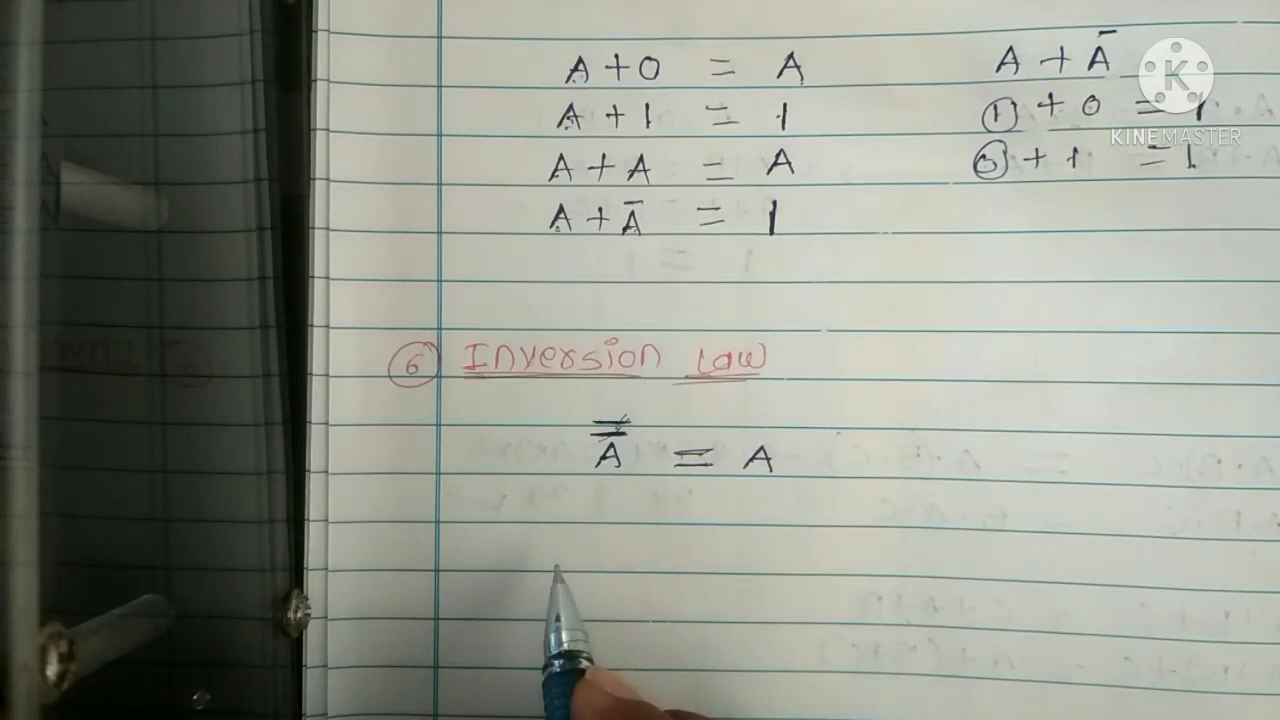 A + 0 = A
A + 1 = 1
A + A = A
A + Ā = 1
A + Ā
① + 0 = 1
⓪ + 1 = 1
KINEMASTER
⑥ Inversion Law
A̿ = A